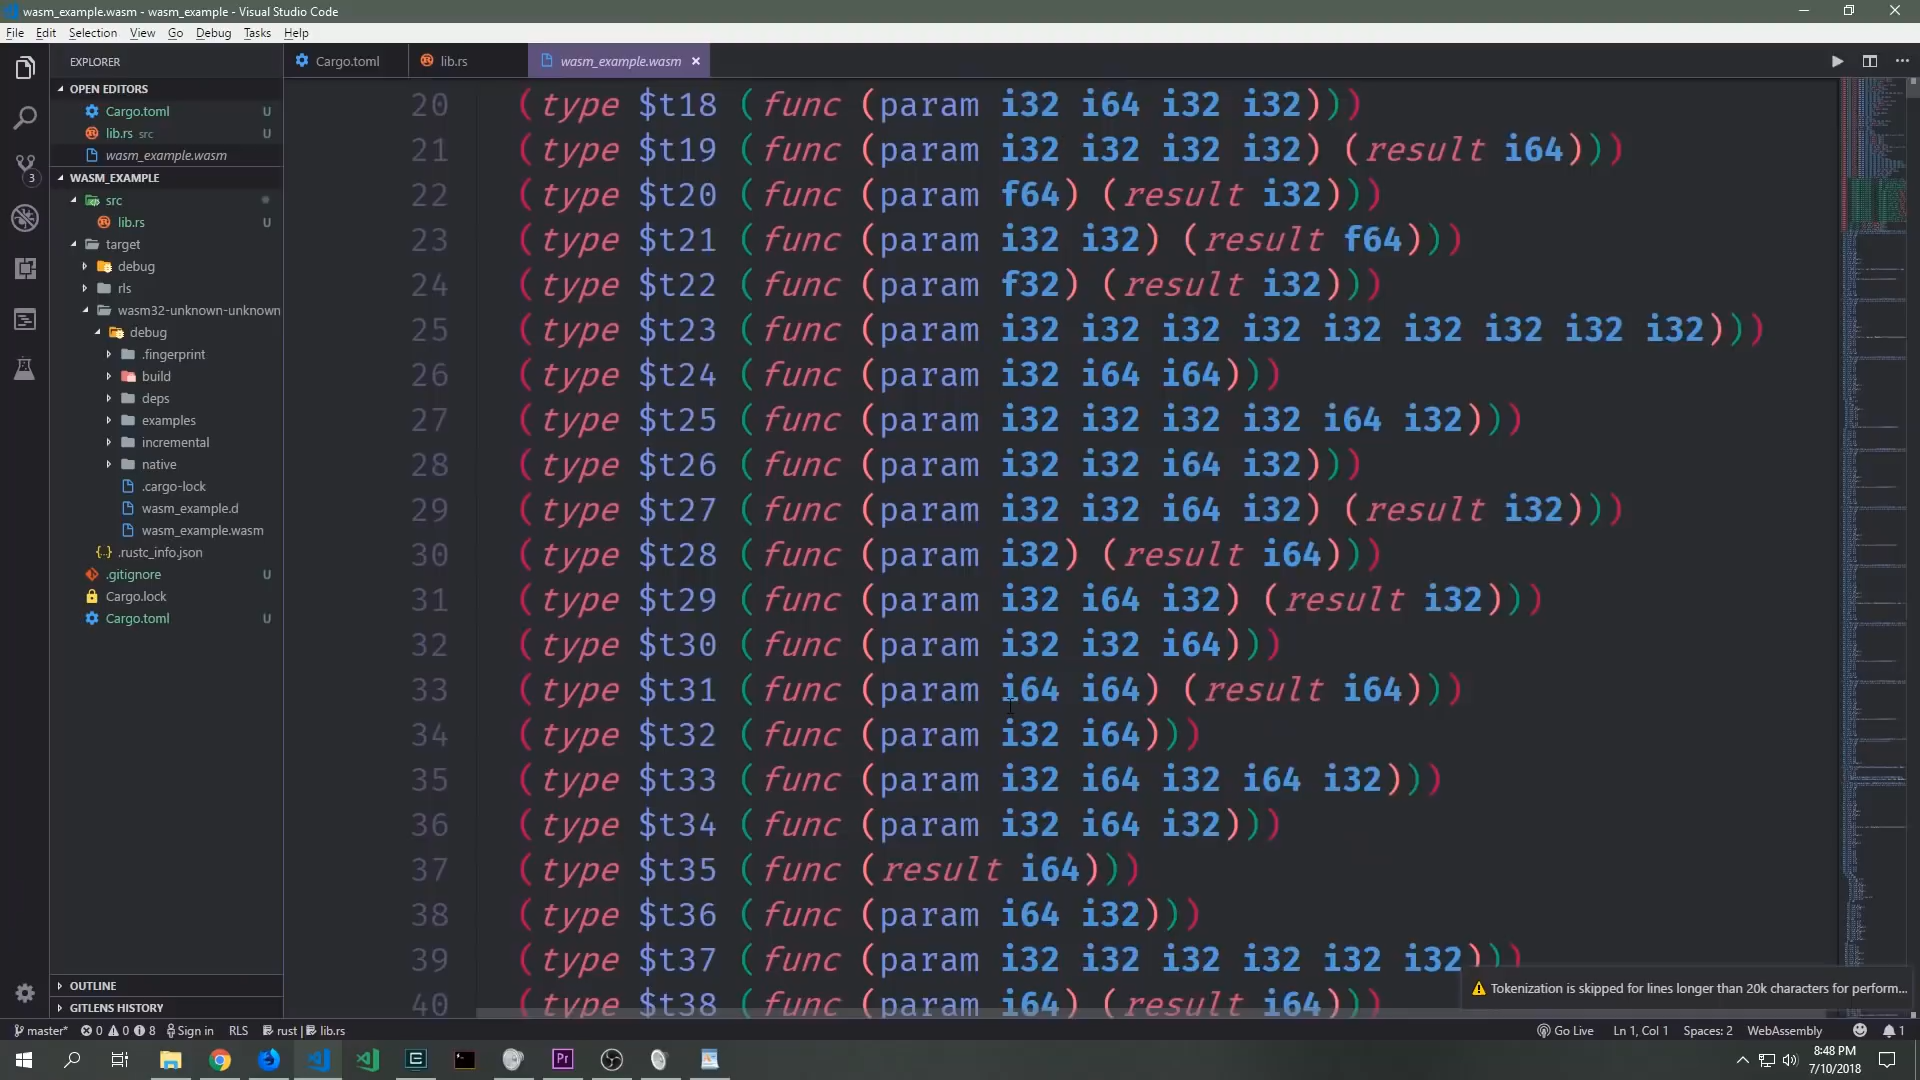 wasm_example.wasm - wasm_example - Visual Studio Code
File Edit Selection View Go Debug Tasks Help
EXPLORER
OPEN EDITORS
Cargo.toml U
lib.rs src U
wasm_example.wasm
WASM_EXAMPLE
src
lib.rs U
target
debug
rls
wasm32-unknown-unknown
debug
.fingerprint
build
deps
examples
incremental
native
.cargo-lock
wasm_example.d
wasm_example.wasm
.rustc_info.json
.gitignore U
Cargo.lock
Cargo.toml U
OUTLINE
GITLENS HISTORY
3
Cargo.toml lib.rs wasm_example.wasm
20 (type $t18 (func (param i32 i64 i32 i32)))
21 (type $t19 (func (param i32 i32 i32 i32) (result i64)))
22 (type $t20 (func (param f64) (result i32)))
23 (type $t21 (func (param i32 i32) (result f64)))
24 (type $t22 (func (param f32) (result i32)))
25 (type $t23 (func (param i32 i32 i32 i32 i32 i32 i32 i32 i32)))
26 (type $t24 (func (param i32 i64 i64)))
27 (type $t25 (func (param i32 i32 i32 i32 i64 i32)))
28 (type $t26 (func (param i32 i32 i64 i32)))
29 (type $t27 (func (param i32 i32 i64 i32) (result i32)))
30 (type $t28 (func (param i32) (result i64)))
31 (type $t29 (func (param i32 i64 i32) (result i32)))
32 (type $t30 (func (param i32 i32 i64)))
33 (type $t31 (func (param i64 i64) (result i64)))
34 (type $t32 (func (param i32 i64)))
35 (type $t33 (func (param i32 i64 i32 i64 i32)))
36 (type $t34 (func (param i32 i64 i32)))
37 (type $t35 (func (result i64)))
38 (type $t36 (func (param i64 i32)))
39 (type $t37 (func (param i32 i32 i32 i32 i32 i32)))
40 (type $t38 (func (param i64) (result i64)))
Tokenization is skipped for lines longer than 20k characters for perform...
master* 0 0 8 Sign in RLS rust | lib.rs Go Live Ln 1, Col 1 Spaces: 2 WebAssembly 1
Pr
8:48 PM
7/10/2018